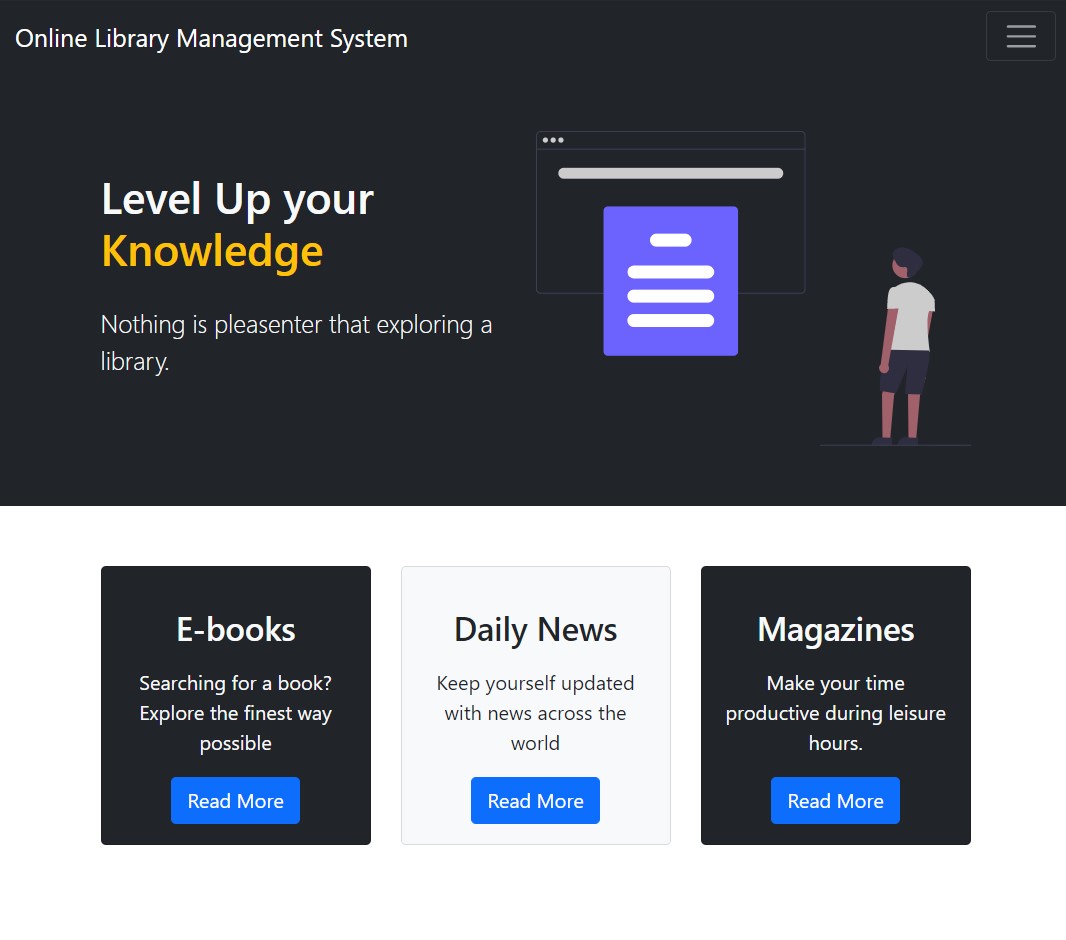 Online Library Management System
Level Up your
Knowledge
Nothing is pleasenter that exploring a
library.
E-books
Searching for a book?
Explore the finest way
possible
Read More
Daily News
Keep yourself updated
with news across the
world
Read More
Magazines
Make your time
productive during leisure
hours.
Read More